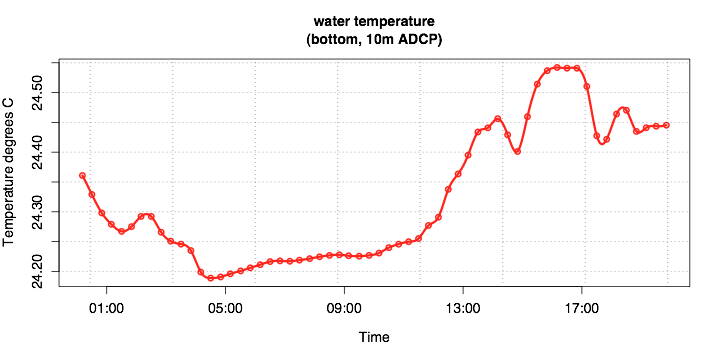 water temperature
(bottom, 10m ADCP)
Temperature degrees C
24.50
24.40
24.30
24.20
01:00 05:00 09:00 13:00 17:00
Time